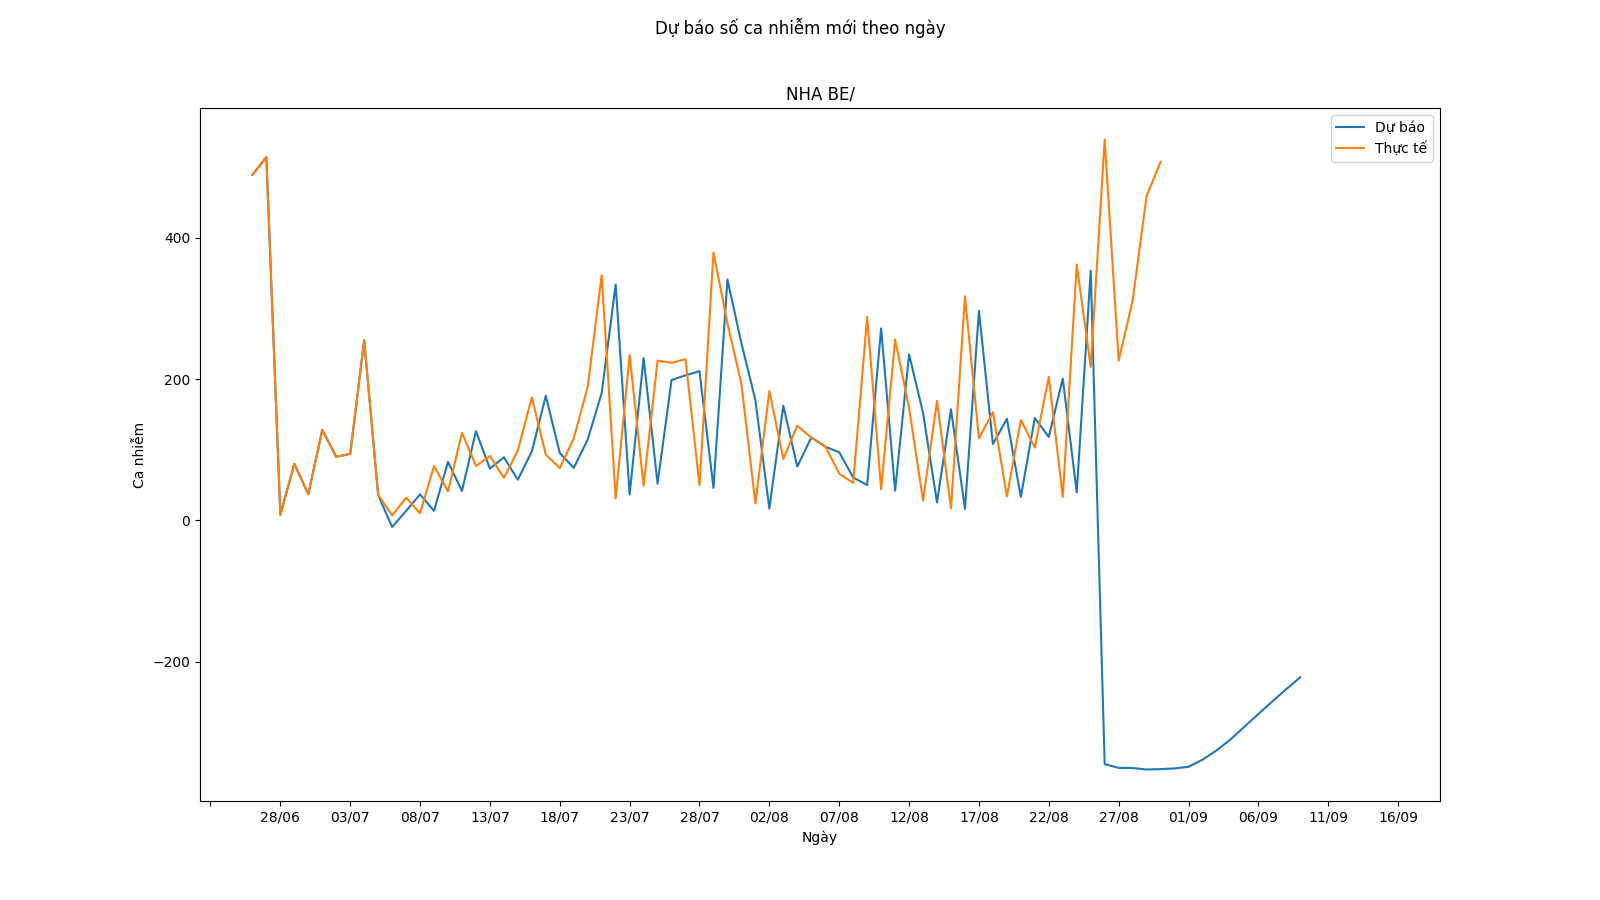 Dự báo số ca nhiễm mới theo ngày
NHA BE/
Dự báo
Thực tế
Ca nhiễm
400
200
0
−200
28/06 03/07 08/07 13/07 18/07 23/07 28/07 02/08 07/08 12/08 17/08 22/08 27/08 01/09 06/09 11/09 16/09
Ngày